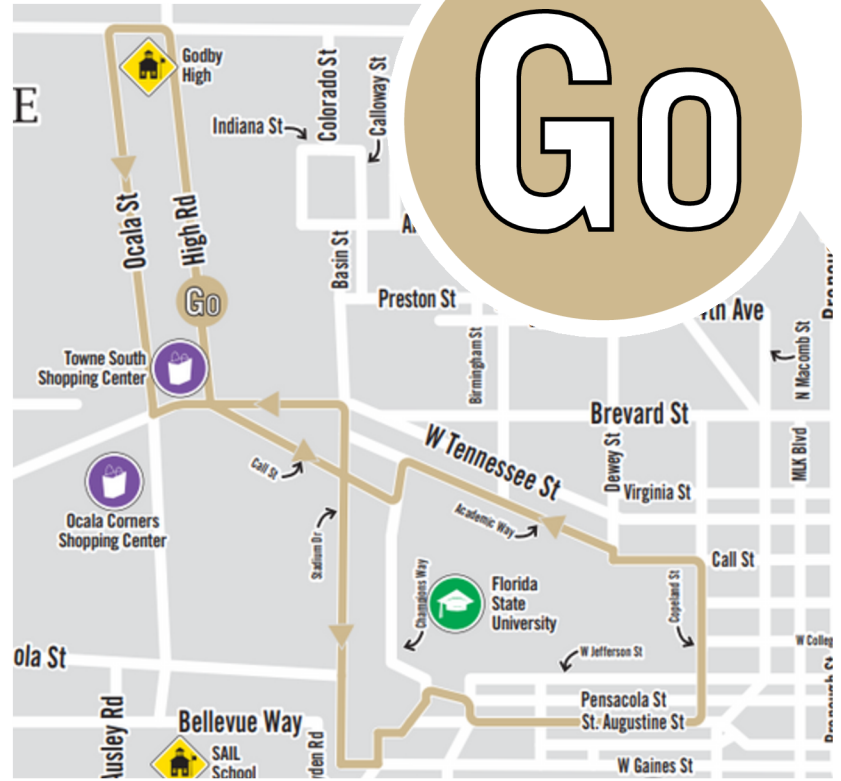 Go
Godby
High
E
Colorado St
Calloway St
Indiana St
Ocala St
High Rd
Basin St
Go
Preston St
Ave
N Macomb St
Towne South
Shopping Center
Birmingham St
Brevard St
W Tennessee St
Dewey St
MLK Blvd
Call St
Virginia St
Ocala Corners
Shopping Center
Academic Way
Stadium Dr
Call St
Champions Way
Florida
State
University
Copeland St
W Jefferson St
W Colleg
ola St
Pensacola St
St. Augustine St
Ausley Rd
Bellevue Way
den Rd
SAIL
School
W Gaines St